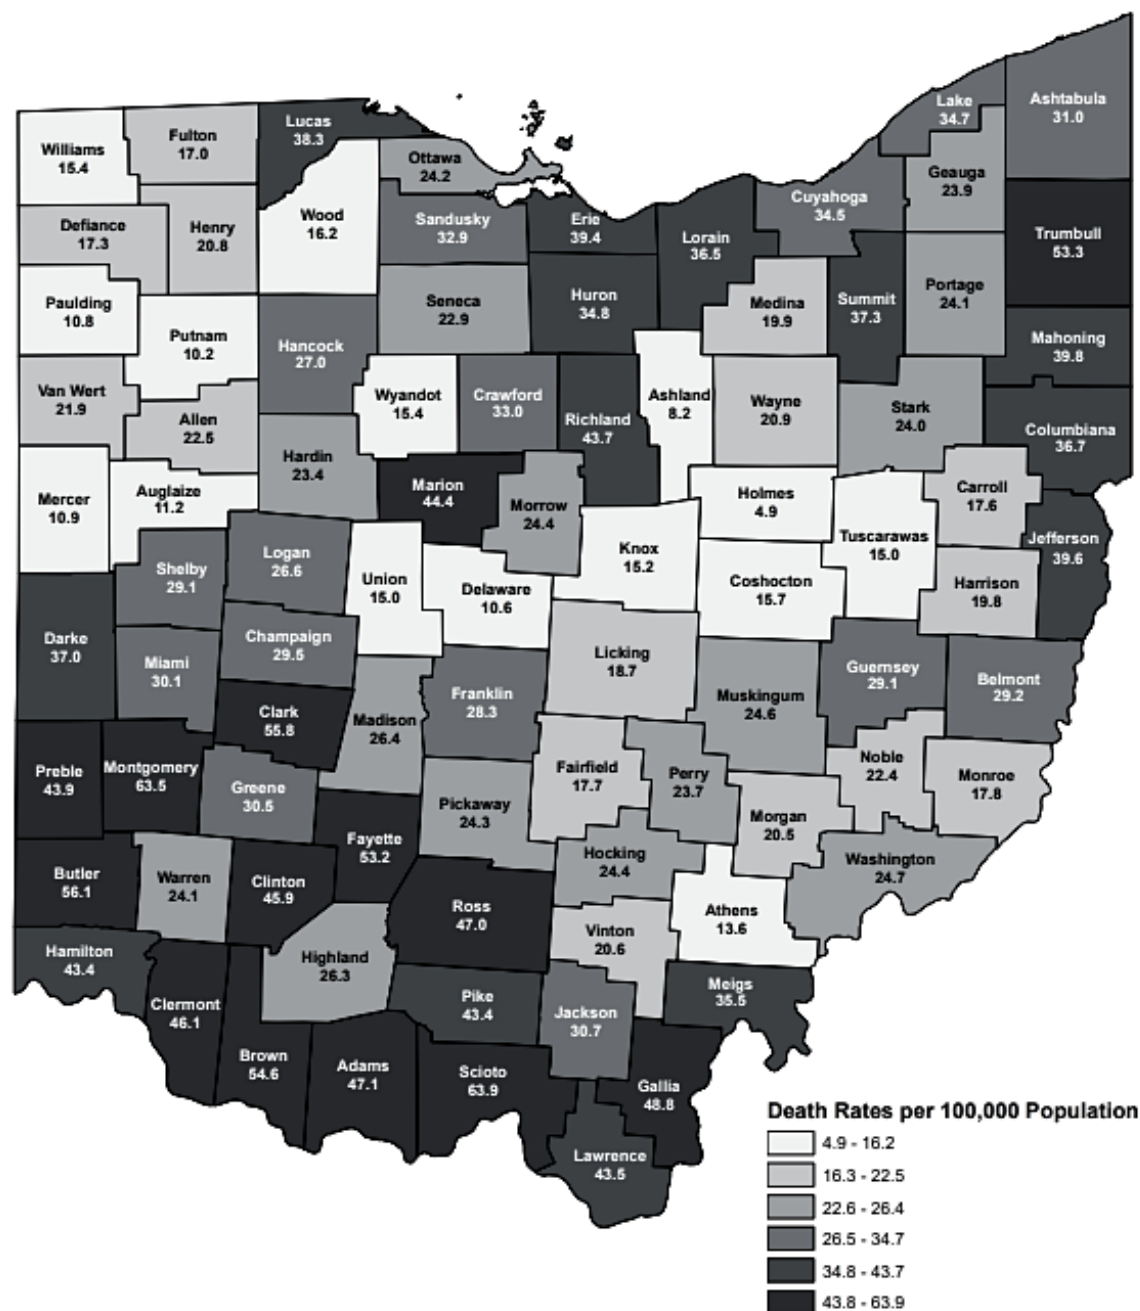 Ashtabula
31.0
Lake
34.7
Lucas
38.3
Fulton
17.0
Williams
15.4
Ottawa
24.2
Geauga
23.9
Cuyahoga
34.5
Wood
16.2
Sandusky
32.9
Erie
39.4
Defiance
17.3
Henry
20.8
Lorain
36.5
Trumbull
53.3
Paulding
10.8
Seneca
22.9
Huron
34.8
Medina
19.9
Summit
37.3
Portage
24.1
Putnam
10.2
Hancock
27.0
Mahoning
39.8
Van Wert
21.9
Wyandot
15.4
Crawford
33.0
Ashland
8.2
Wayne
20.9
Allen
22.5
Richland
43.7
Stark
24.0
Columbiana
36.7
Hardin
23.4
Mercer
10.9
Auglaize
11.2
Marion
44.4
Morrow
24.4
Holmes
4.9
Carroll
17.6
Tuscarawas
15.0
Jefferson
39.6
Logan
26.6
Knox
15.2
Shelby
29.1
Union
15.0
Delaware
10.6
Coshocton
15.7
Harrison
19.8
Darke
37.0
Champaign
29.5
Licking
18.7
Miami
30.1
Guernsey
29.1
Belmont
29.2
Franklin
28.3
Muskingum
24.6
Clark
55.8
Madison
26.4
Preble
43.9
Montgomery
63.5
Greene
30.5
Fairfield
17.7
Perry
23.7
Noble
22.4
Monroe
17.8
Pickaway
24.3
Morgan
20.5
Fayette
53.2
Hocking
24.4
Washington
24.7
Butler
56.1
Warren
24.1
Clinton
45.9
Ross
47.0
Athens
13.6
Vinton
20.6
Hamilton
43.4
Highland
26.3
Meigs
35.5
Clermont
46.1
Pike
43.4
Jackson
30.7
Brown
54.6
Adams
47.1
Scioto
63.9
Gallia
48.8
Lawrence
43.5
Death Rates per 100,000 Population
4.9 - 16.2
16.3 - 22.5
22.6 - 26.4
26.5 - 34.7
34.8 - 43.7
43.8 - 63.9